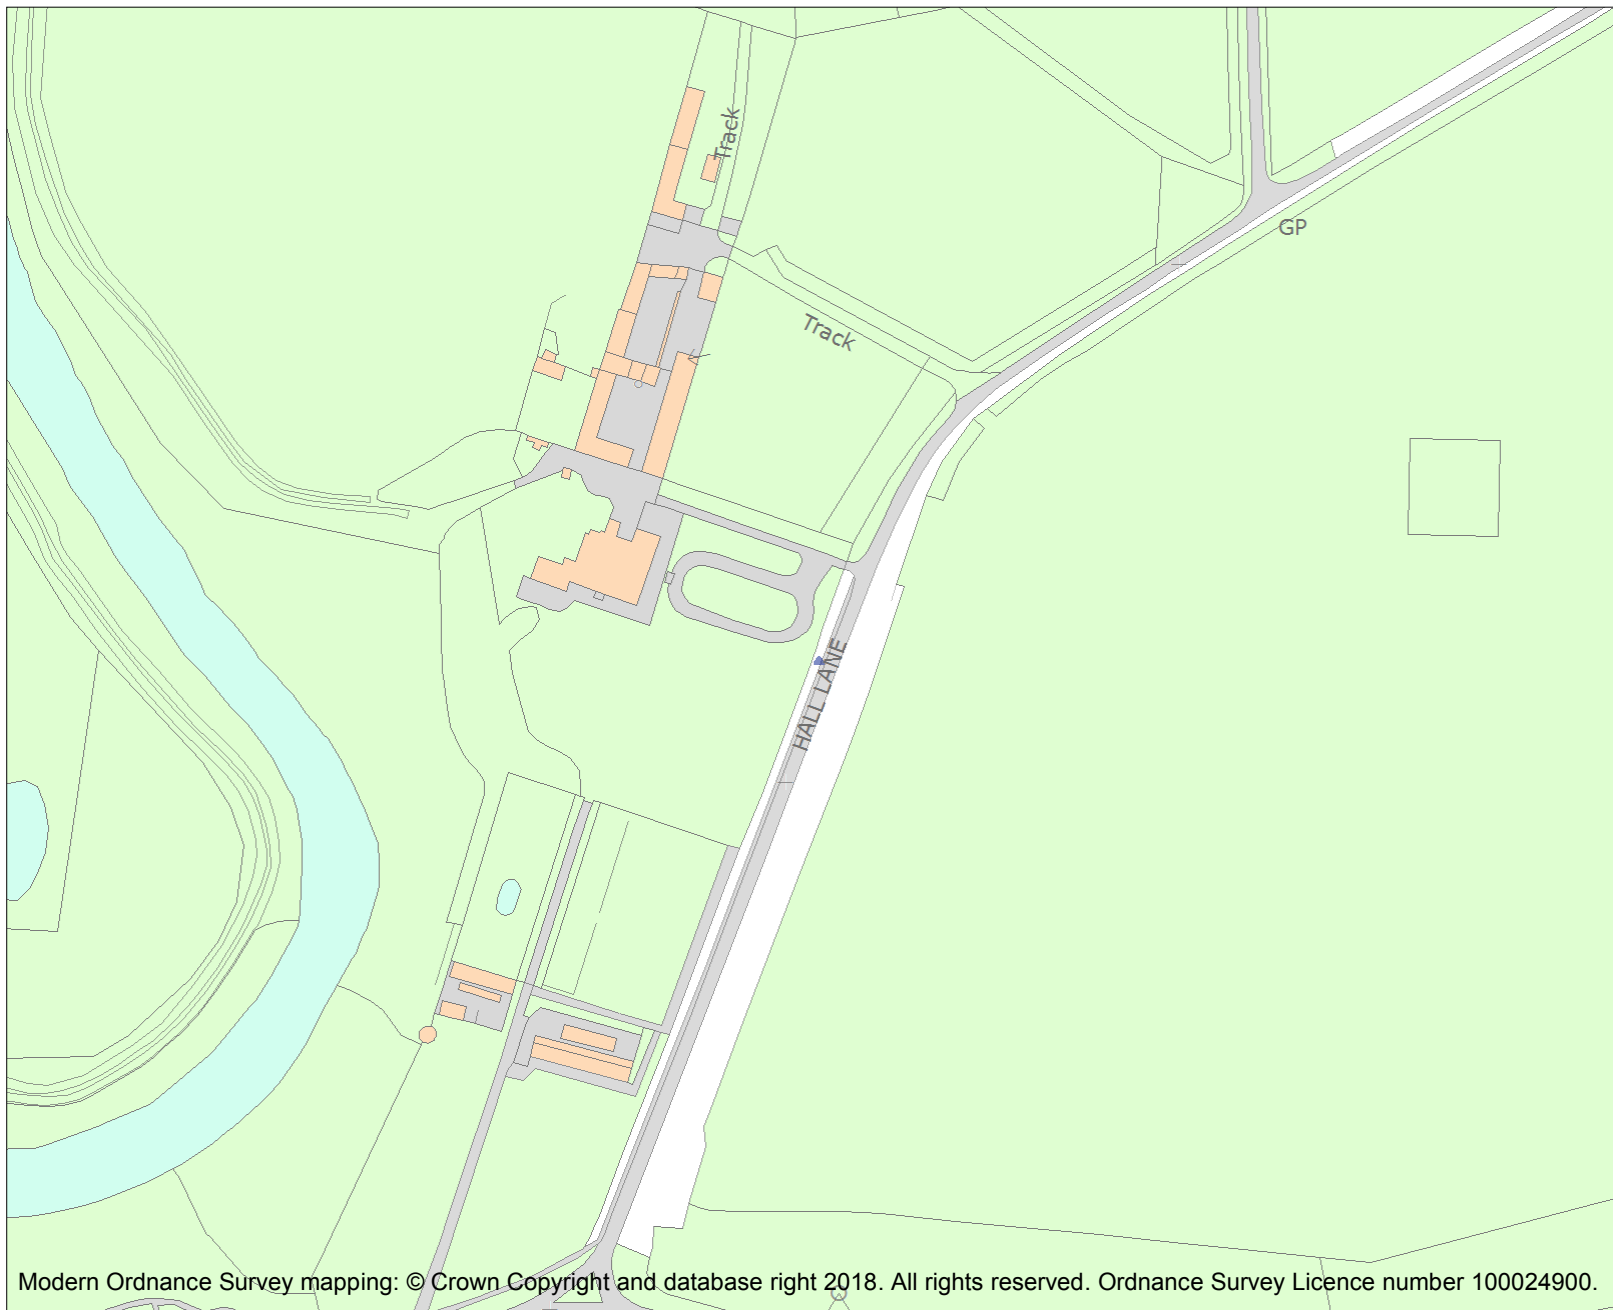 Track
GP
Track
HALL LANE
Modern Ordnance Survey mapping: © Crown Copyright and database right 2018. All rights reserved. Ordnance Survey Licence number 100024900.